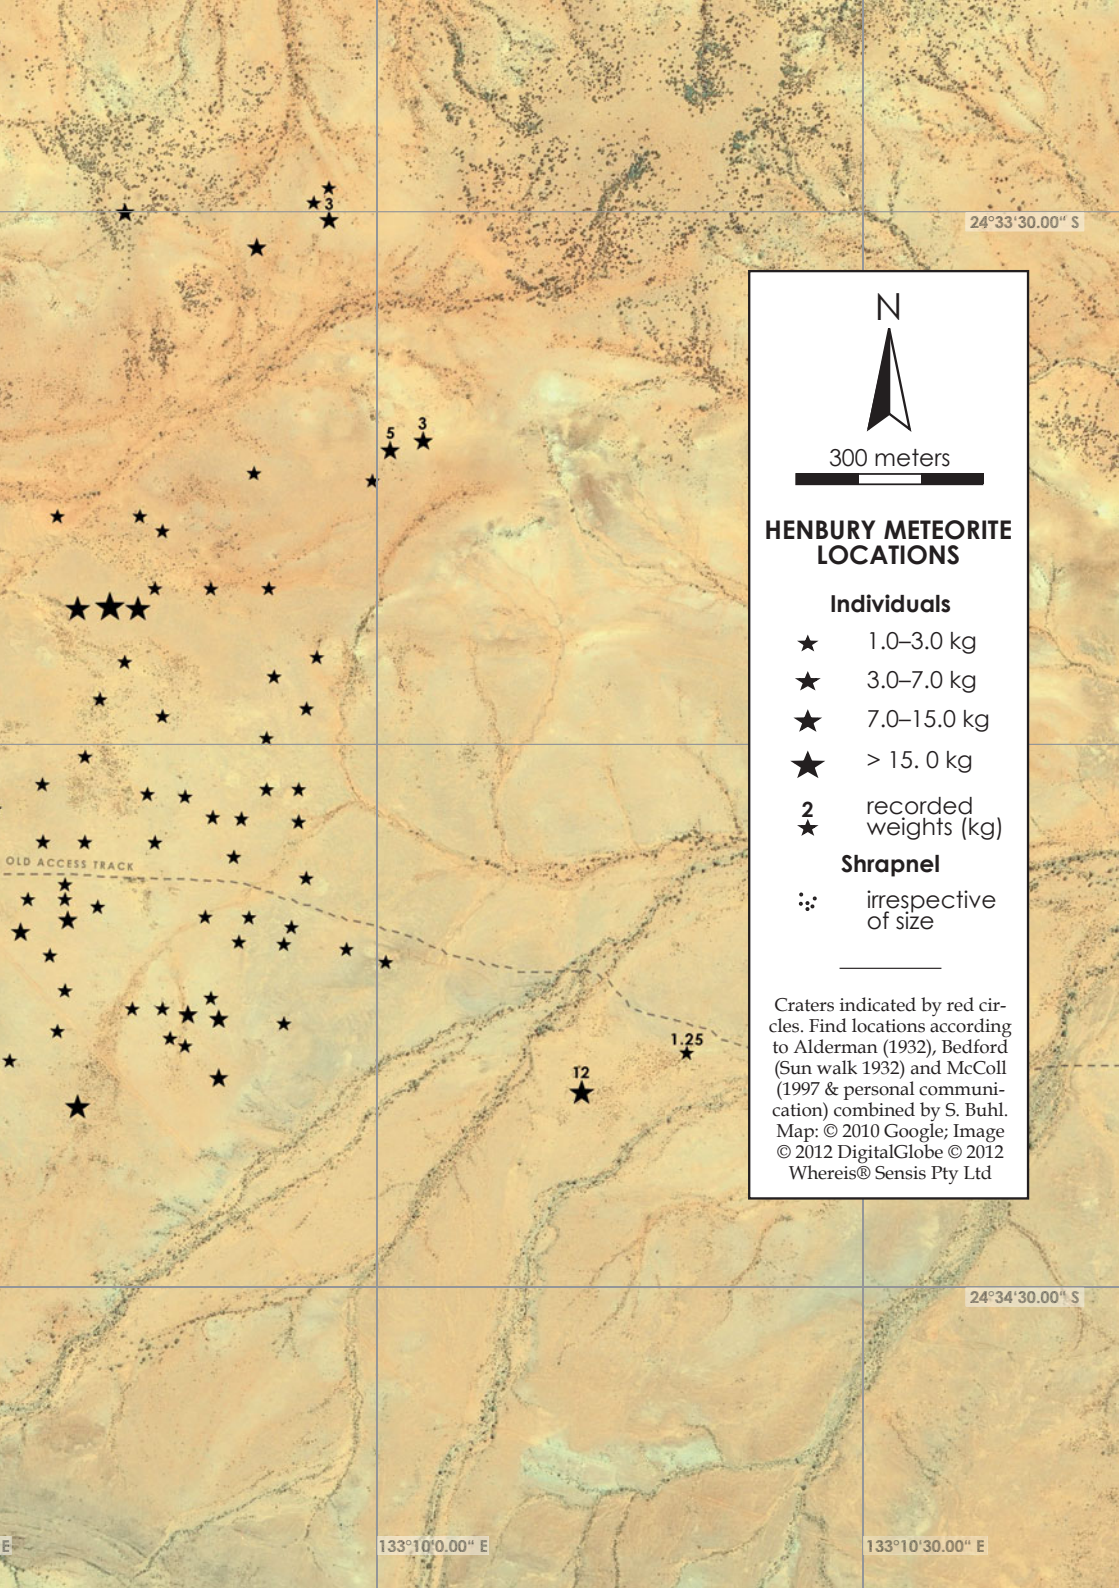 3
24°33'30.00“ S
N
300 meters
5
3
HENBURY METEORITE
LOCATIONS
Individuals
1.0–3.0 kg
3.0–7.0 kg
7.0–15.0 kg
> 15. 0 kg
2
recorded
weights (kg)
Shrapnel
irrespective
of size
OLD ACCESS TRACK
Craters indicated by red cir-
cles. Find locations according
to Alderman (1932), Bedford
(Sun walk 1932) and McColl
(1997 & personal communi-
cation) combined by S. Buhl.
Map: © 2010 Google; Image
© 2012 DigitalGlobe © 2012
Whereis® Sensis Pty Ltd
1.25
12
24°34'30.00“ S
E
133°10'0.00“ E
133°10'30.00“ E